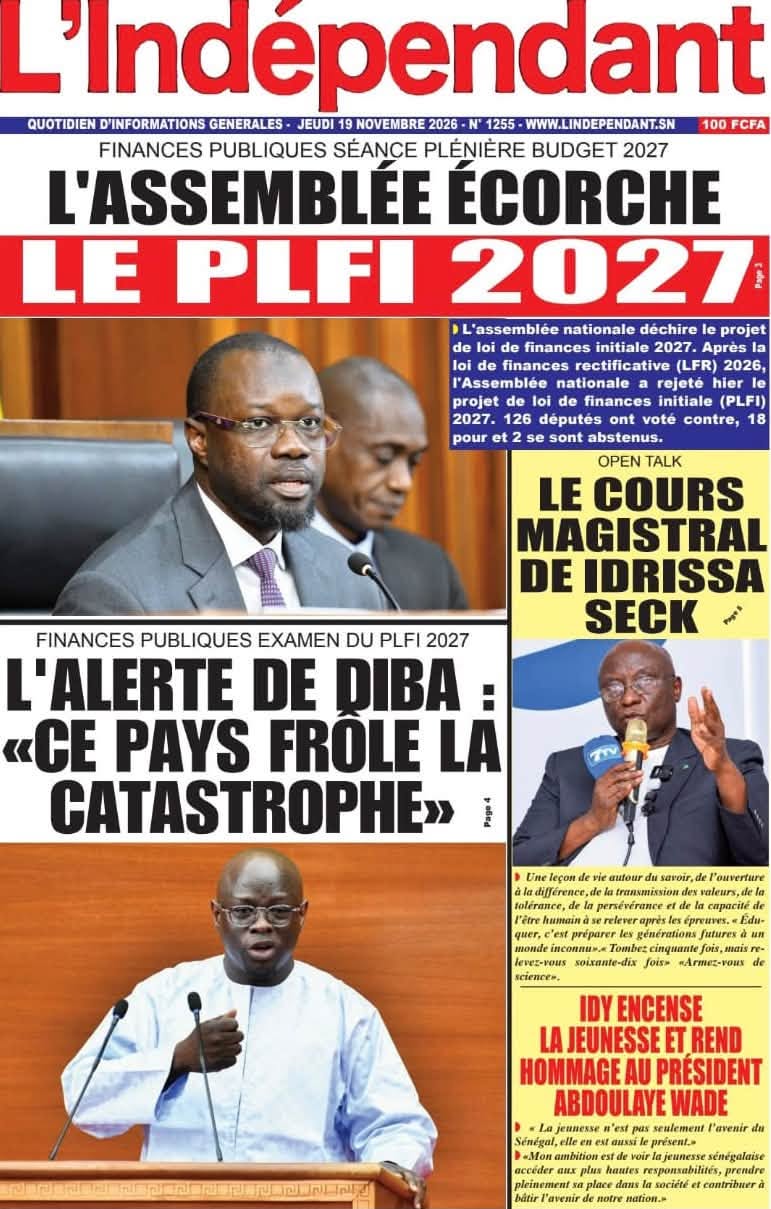 L'Indépendant
QUOTIDIEN D'INFORMATIONS GENERALES - JEUDI 19 NOVEMBRE 2026 - N° 1255 - WWW.LINDEPENDANT.SN
100 FCFA
FINANCES PUBLIQUES SÉANCE PLÉNIÈRE BUDGET 2027
L'ASSEMBLÉE ÉCORCHE
LE PLFI 2027
Page 3
L'assemblée nationale déchire le projet
de loi de finances initiale 2027. Après la
loi de finances rectificative (LFR) 2026,
l'Assemblée nationale a rejeté hier le
projet de loi de finances initiale (PLFI)
2027. 126 députés ont voté contre, 18
pour et 2 se sont abstenus.
FINANCES PUBLIQUES EXAMEN DU PLFI 2027
L'ALERTE DE DIBA :
«CE PAYS FRÔLE LA
CATASTROPHE»
Page 4
OPEN TALK
LE COURS
MAGISTRAL
DE IDRISSA
SECK
Page 5
7TV
Une leçon de vie autour du savoir, de l'ouverture
à la différence, de la transmission des valeurs, de la
tolérance, de la persévérance et de la capacité de
l'être humain à se relever après les épreuves. « Édu-
quer, c'est préparer les générations futures à un
monde inconnu».« Tombez cinquante fois, mais re-
levez-vous soixante-dix fois» «Armez-vous de
science».
IDY ENCENSE
LA JEUNESSE ET REND
HOMMAGE AU PRÉSIDENT
ABDOULAYE WADE
« La jeunesse n'est pas seulement l'avenir du
Sénégal, elle en est aussi le présent.»
«Mon ambition est de voir la jeunesse sénégalaise
accéder aux plus hautes responsabilités, prendre
pleinement sa place dans la société et contribuer à
bâtir l'avenir de notre nation.»